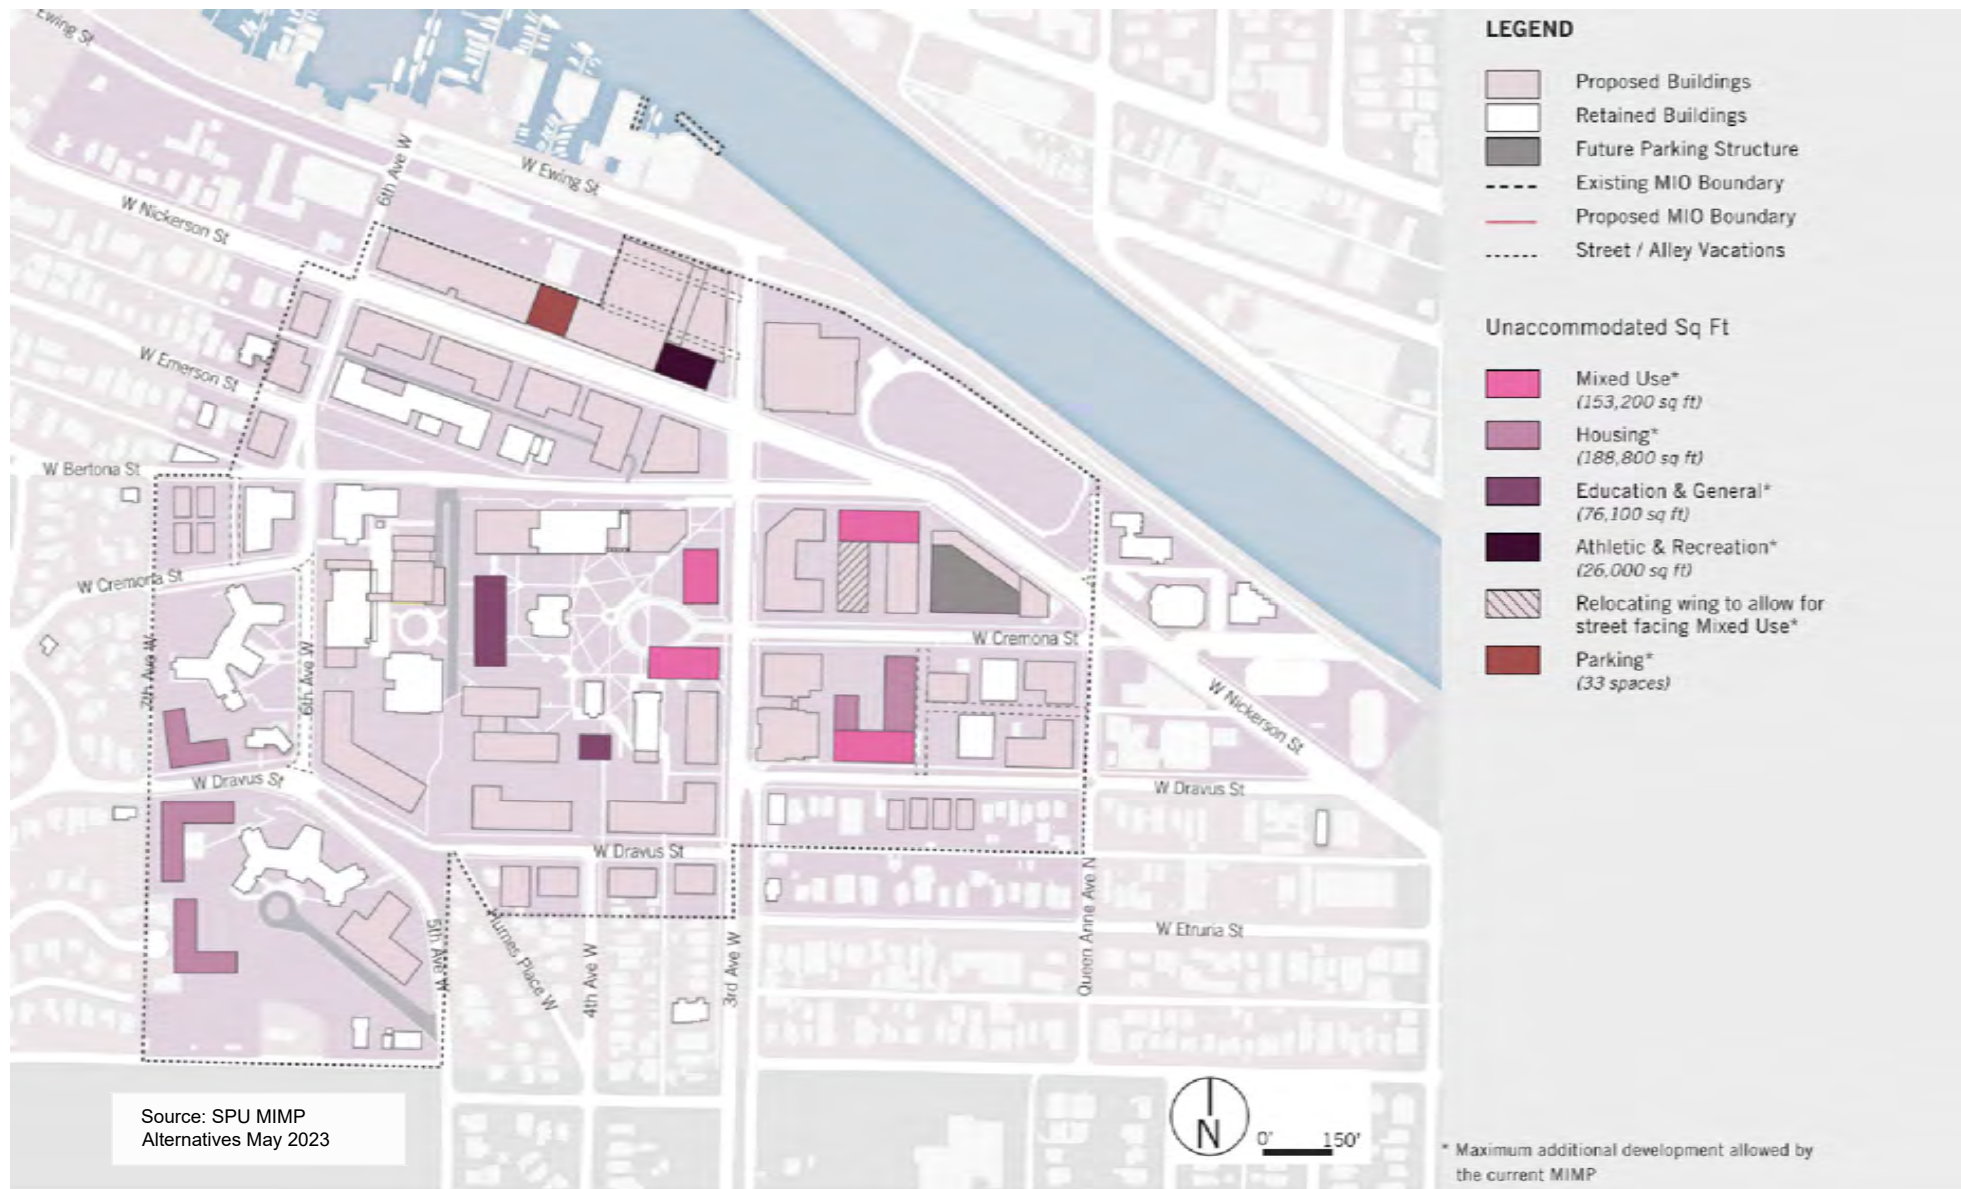 Ewing St
6th Ave W
W Ewing St
W Nickerson St
W Emerson St
W Bertona St
W Cremona St
W Cremona St
7th Ave W
6th Ave W
W Nickerson St
W Dravus St
W Dravus St
W Dravus St
5th Ave W
Humes Place W
4th Ave W
3rd Ave W
Queen Anne Ave N
W Etruria St
Source: SPU MIMP
Alternatives May 2023
N
0'
150'
LEGEND
Proposed Buildings
Retained Buildings
Future Parking Structure
Existing MIO Boundary
Proposed MIO Boundary
Street / Alley Vacations
Unaccommodated Sq Ft
Mixed Use*
(153,200 sq ft)
Housing*
(188,800 sq ft)
Education & General*
(76,100 sq ft)
Athletic & Recreation*
(26,000 sq ft)
Relocating wing to allow for
street facing Mixed Use*
Parking*
(33 spaces)
* Maximum additional development allowed by
the current MIMP